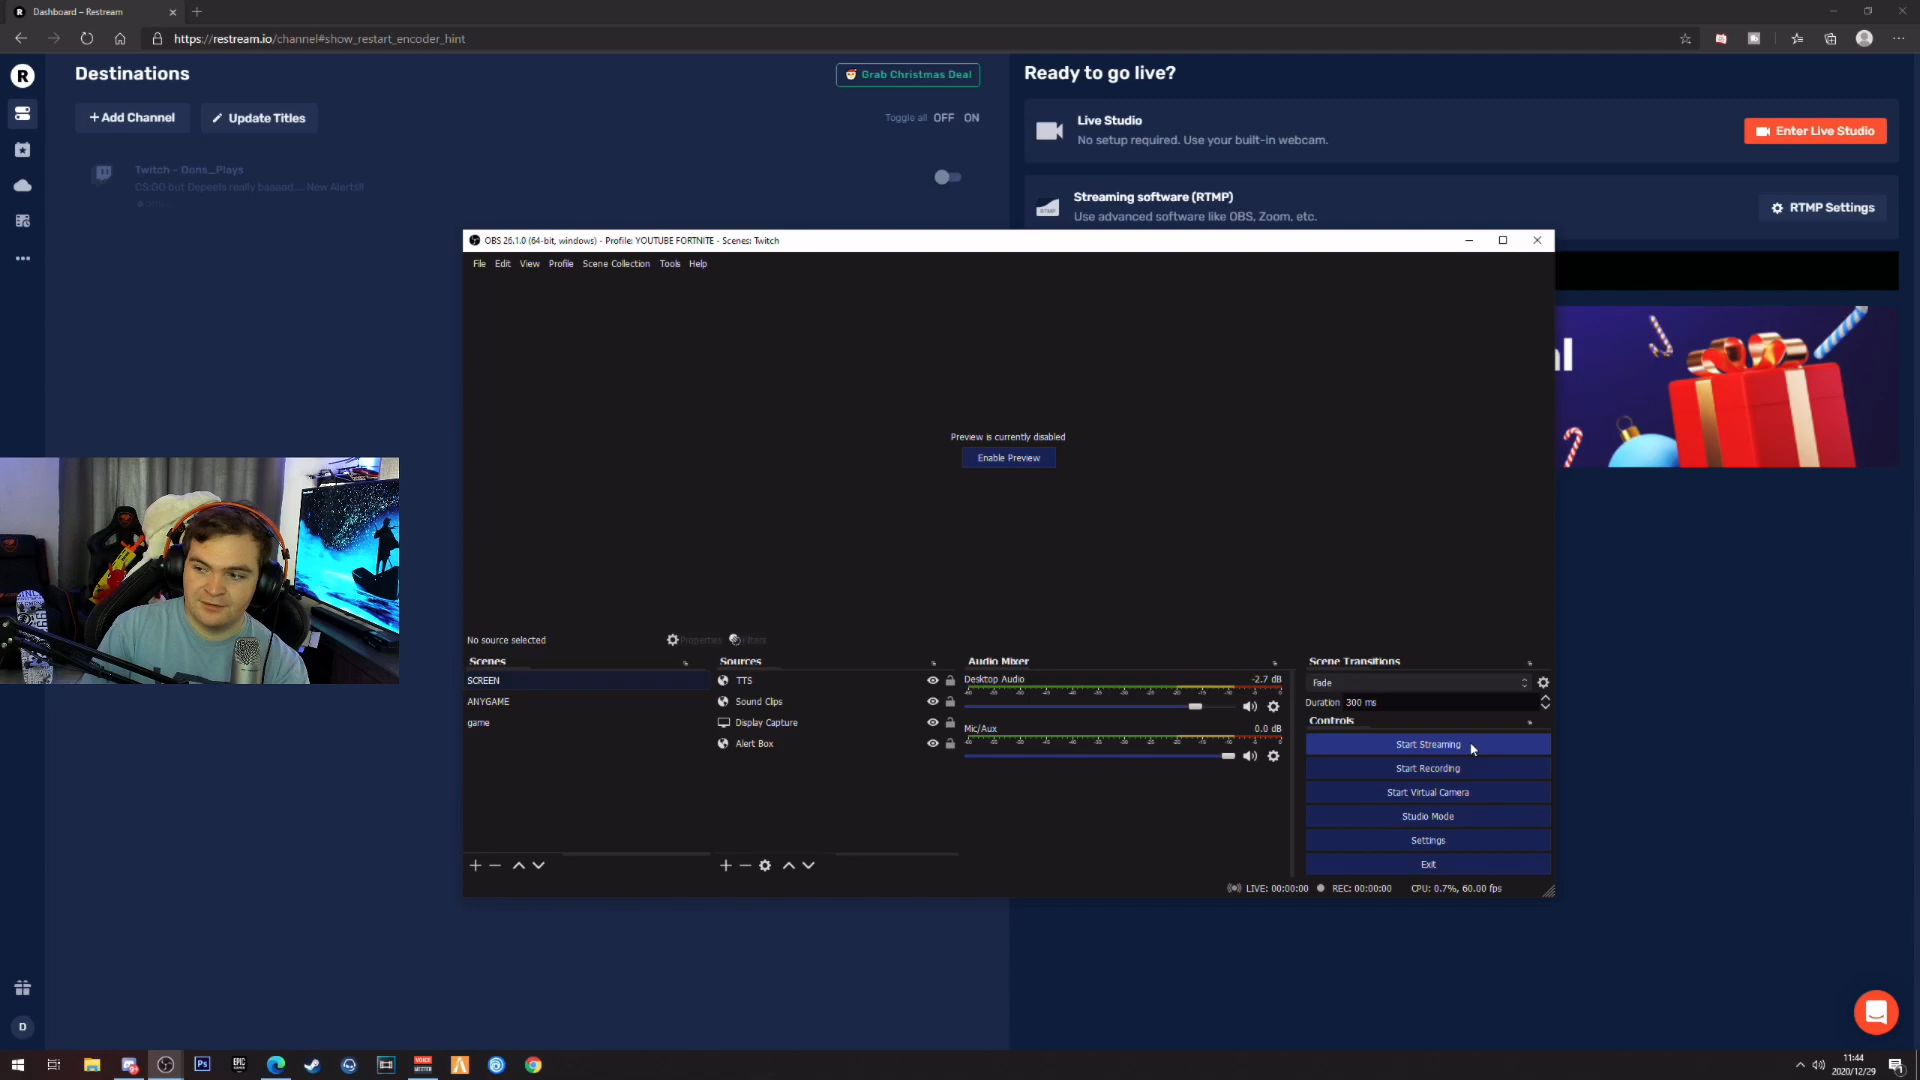 Dashboard – Restream
https://restream.io/channel#show_restart_encoder_hint
R
Destinations
Grab Christmas Deal
+ Add Channel
Update Titles
Toggle all OFF ON
Twitch - Dons_Plays
Ready to go live?
Live Studio
No setup required. Use your built-in webcam.
Enter Live Studio
Streaming software (RTMP)
Use advanced software like OBS, Zoom, etc.
RTMP Settings
OBS 26.1.0 (64-bit, windows) - Profile: YOUTUBE FORTNITE - Scenes: Twitch
File Edit View Profile Scene Collection Tools Help
Preview is currently disabled
Enable Preview
No source selected
Properties
Filters
Scenes
SCREEN
ANYGAME
game
Sources
TTS
Sound Clips
Display Capture
Alert Box
Audio Mixer
Desktop Audio -2.7 dB
Mic/Aux 0.0 dB
Scene Transitions
Fade
Duration 300 ms
Controls
Start Streaming
Start Recording
Start Virtual Camera
Studio Mode
Settings
Exit
LIVE: 00:00:00 REC: 00:00:00 CPU: 0.7%, 60.00 fps
D
Ps
EPIC
11:44
2020/12/29